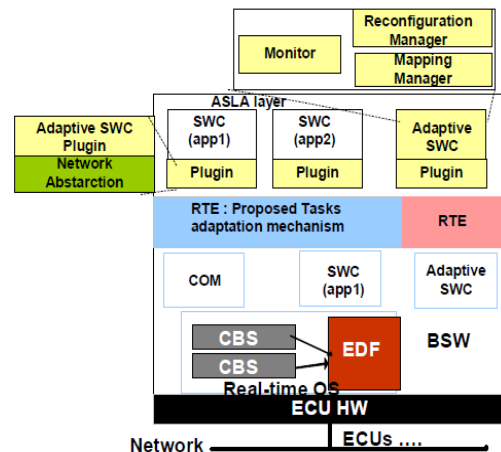 Reconfiguration
Manager
Monitor
Mapping
Manager
ASLA layer
SWC
(app1)
SWC
(app2)
Adaptive
SWC
Adaptive SWC
Plugin
Network
Abstarction
Plugin
Plugin
Plugin
RTE : Proposed Tasks
adaptation mechanism
RTE
COM
SWC
(app1)
Adaptive
SWC
CBS
CBS
EDF
BSW
Real-time OS
ECU HW
Network
ECUs ....